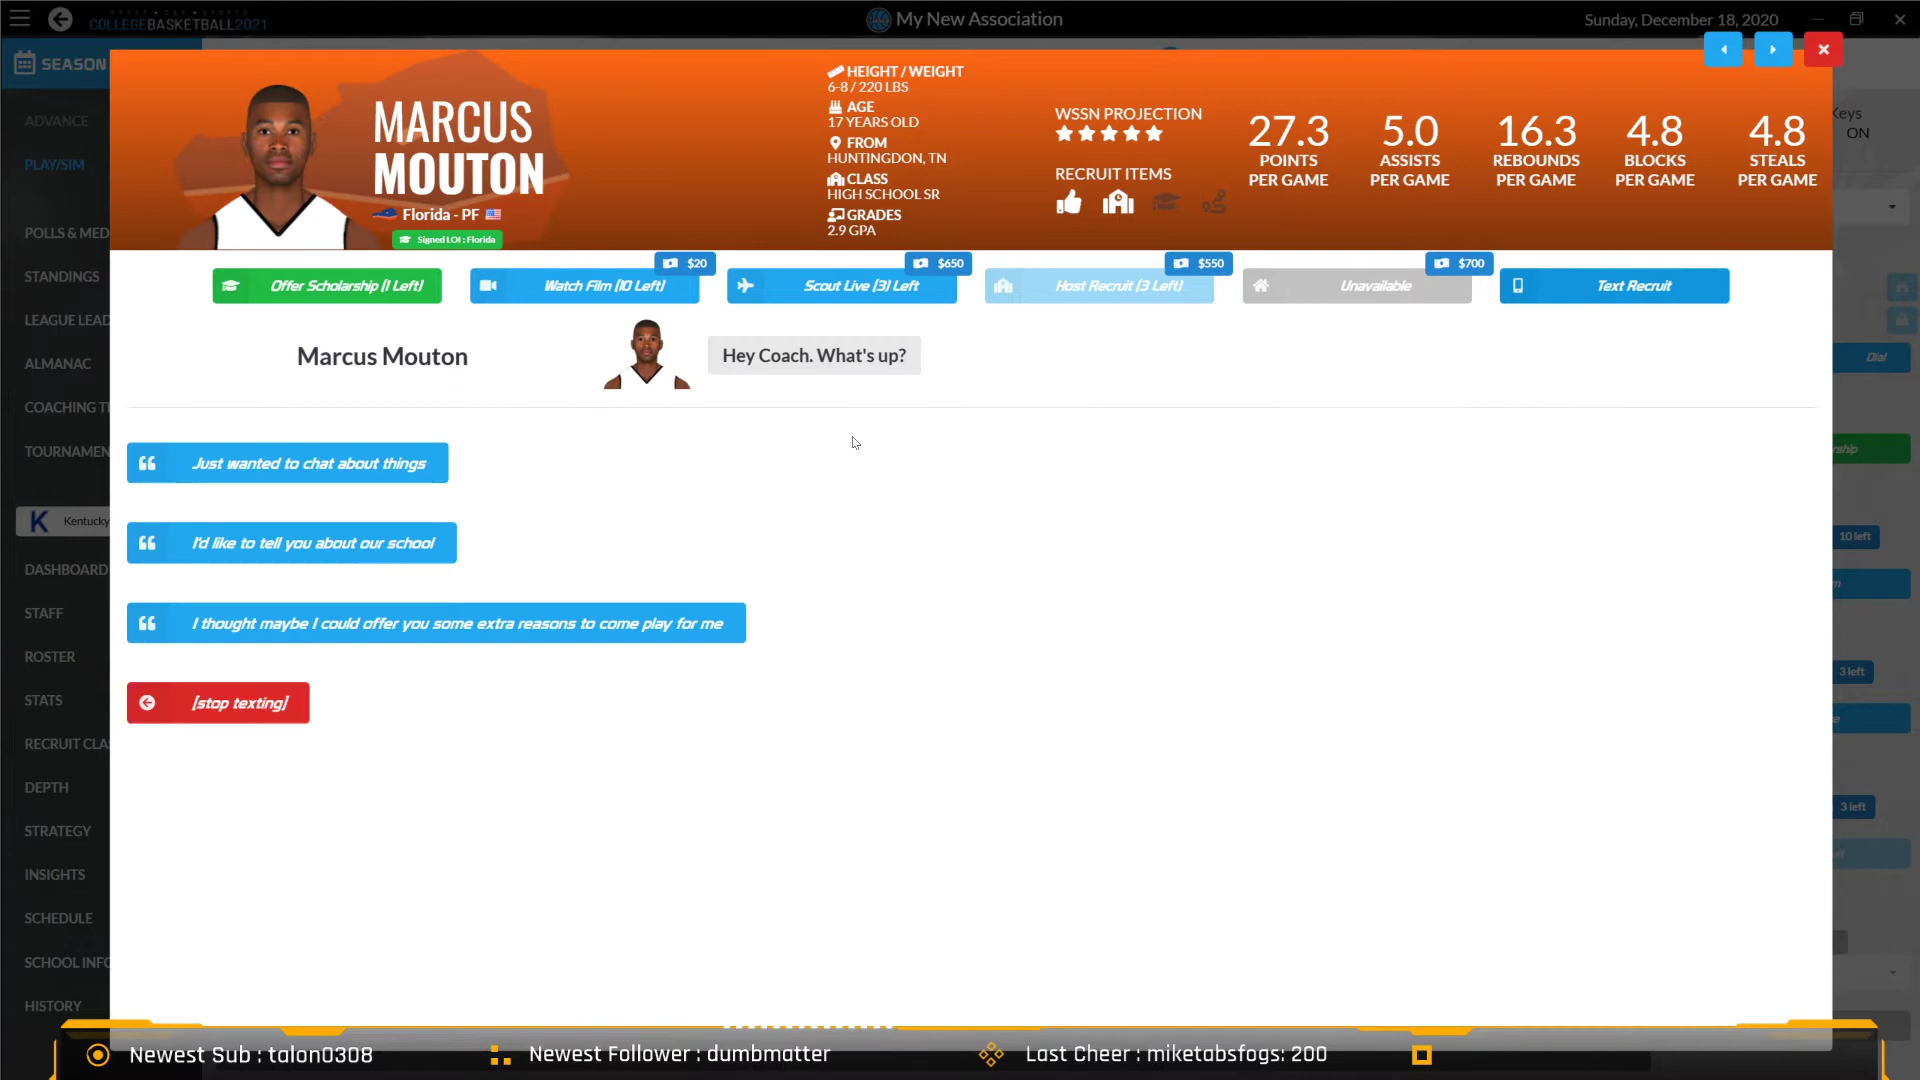 DRAFT DAY SPORTS
COLLEGEBASKETBALL2021
My New Association
Sunday, December 18, 2020
SEASON
ADVANCE
PLAY/SIM
POLLS & MED
STANDINGS
LEAGUE LEAD
ALMANAC
COACHING T
TOURNAMEN
K Kentucky
DASHBOARD
STAFF
ROSTER
STATS
RECRUIT CLA
DEPTH
STRATEGY
INSIGHTS
SCHEDULE
SCHOOL INFO
HISTORY
MARCUS
MOUTON
Florida - PF
Signed LOI : Florida
HEIGHT / WEIGHT
6-8 / 220 LBS
AGE
17 YEARS OLD
FROM
HUNTINGDON, TN
CLASS
HIGH SCHOOL SR
GRADES
2.9 GPA
WSSN PROJECTION
RECRUIT ITEMS
27.3
POINTS
PER GAME
5.0
ASSISTS
PER GAME
16.3
REBOUNDS
PER GAME
4.8
BLOCKS
PER GAME
4.8
STEALS
PER GAME
Keys
ON
Offer Scholarship (1 Left)
$20
Watch Film (10 Left)
$650
Scout Live (3) Left
$550
Host Recruit (3 Left)
$700
Unavailable
Text Recruit
Marcus Mouton
Hey Coach. What's up?
Just wanted to chat about things
I'd like to tell you about our school
I thought maybe I could offer you some extra reasons to come play for me
[stop texting]
Dial
rship
10 left
m
3 left
e
3 left
Newest Sub : talon0308
Newest Follower : dumbmatter
Last Cheer : miketabsfogs: 200